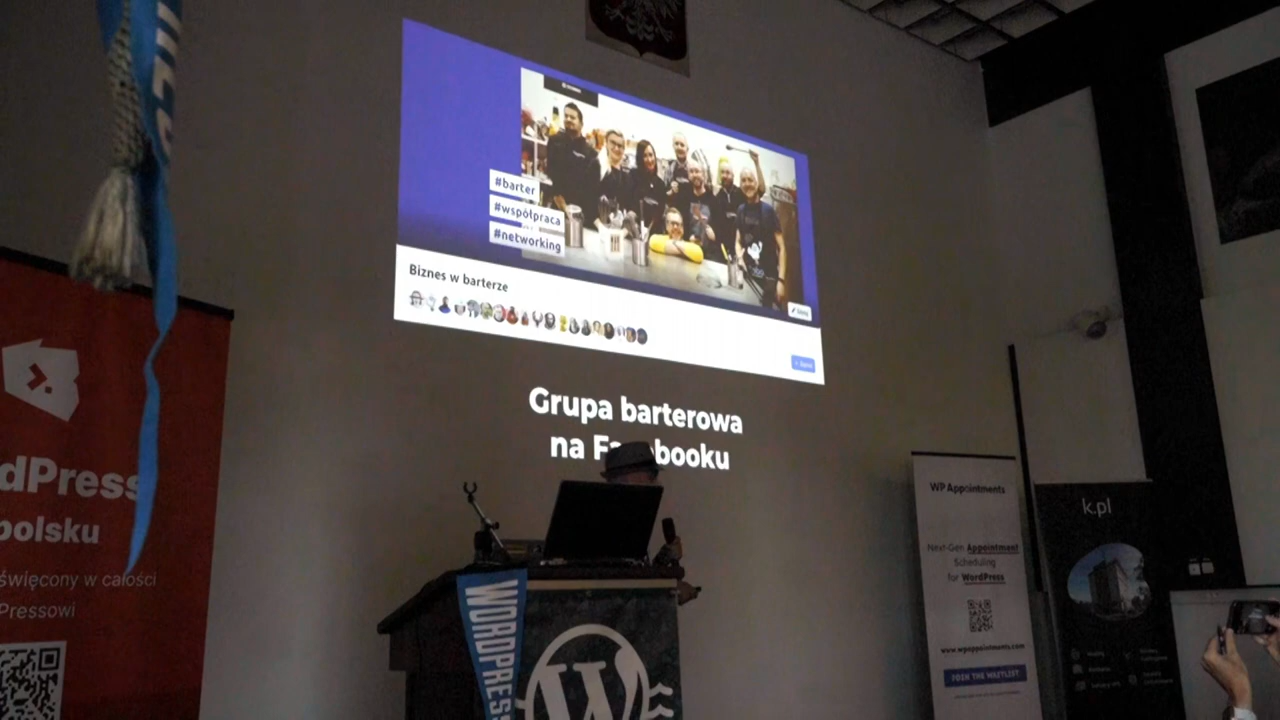 #barter
#współpraca
#networking
Biznes w barterze
Grupa barterowa
na Fa booku
dPress
polsku
święcony w całości
Pressowi
WORDPRESS
WP Appointments
Next-Gen Appointment
Scheduling
for WordPress
www.wpappointments.com
JOIN THE WAITLIST
k.pl